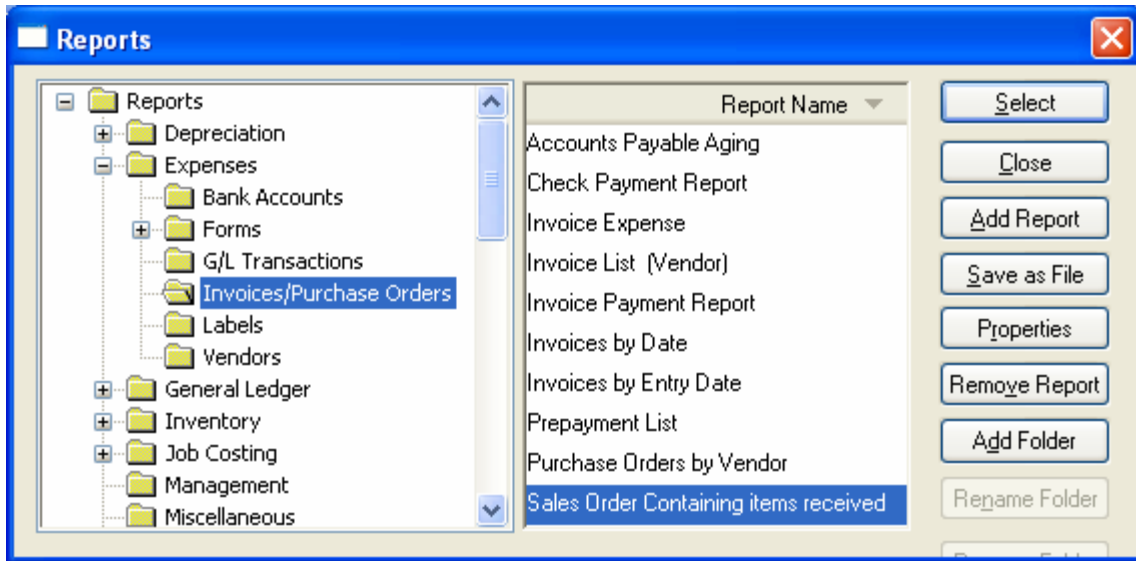 Reports
Reports
Depreciation
Expenses
Bank Accounts
Forms
G/L Transactions
Invoices/Purchase Orders
Labels
Vendors
General Ledger
Inventory
Job Costing
Management
Miscellaneous
Report Name
Accounts Payable Aging
Check Payment Report
Invoice Expense
Invoice List (Vendor)
Invoice Payment Report
Invoices by Date
Invoices by Entry Date
Prepayment List
Purchase Orders by Vendor
Sales Order Containing items received
Select
Close
Add Report
Save as File
Properties
Remove Report
Add Folder
Rename Folder